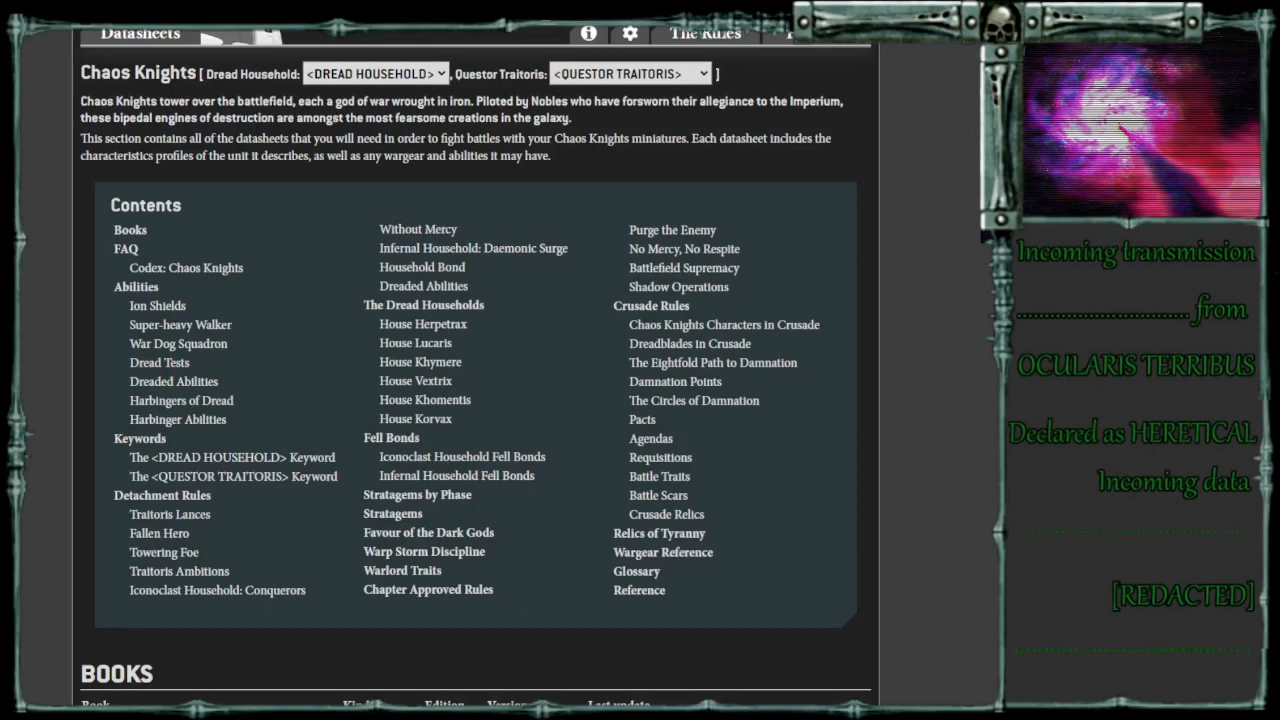 Datasheets
The Rules
Chaos Knights [ Dread Household: <DREAD HOUSEHOLD> , Questor Traitoris: <QUESTOR TRAITORIS> ]
Chaos Knights tower over the battlefield, each a god of war wrought in iron. Piloted by Nobles who have forsworn their allegiance to the Imperium,
these bipedal engines of destruction are amongst the most fearsome creations in the galaxy.
This section contains all of the datasheets that you will need in order to fight battles with your Chaos Knights miniatures. Each datasheet includes the
characteristics profiles of the unit it describes, as well as any wargear and abilities it may have.
Contents
Books
FAQ
Codex: Chaos Knights
Abilities
Ion Shields
Super-heavy Walker
War Dog Squadron
Dread Tests
Dreaded Abilities
Harbingers of Dread
Harbinger Abilities
Keywords
The <DREAD HOUSEHOLD> Keyword
The <QUESTOR TRAITORIS> Keyword
Detachment Rules
Traitoris Lances
Fallen Hero
Towering Foe
Traitoris Ambitions
Iconoclast Household: Conquerors
Without Mercy
Infernal Household: Daemonic Surge
Household Bond
Dreaded Abilities
The Dread Households
House Herpetrax
House Lucaris
House Khymere
House Vextrix
House Khomentis
House Korvax
Fell Bonds
Iconoclast Household Fell Bonds
Infernal Household Fell Bonds
Stratagems by Phase
Stratagems
Favour of the Dark Gods
Warp Storm Discipline
Warlord Traits
Chapter Approved Rules
Purge the Enemy
No Mercy, No Respite
Battlefield Supremacy
Shadow Operations
Crusade Rules
Chaos Knights Characters in Crusade
Dreadblades in Crusade
The Eightfold Path to Damnation
Damnation Points
The Circles of Damnation
Pacts
Agendas
Requisitions
Battle Traits
Battle Scars
Crusade Relics
Relics of Tyranny
Wargear Reference
Glossary
Reference
BOOKS
Book Kind Edition Version Last update
Incoming transmission
.............................. from
OCULARIS TERRIBUS
Declared as HERETICAL
Incoming data
[REDACTED]